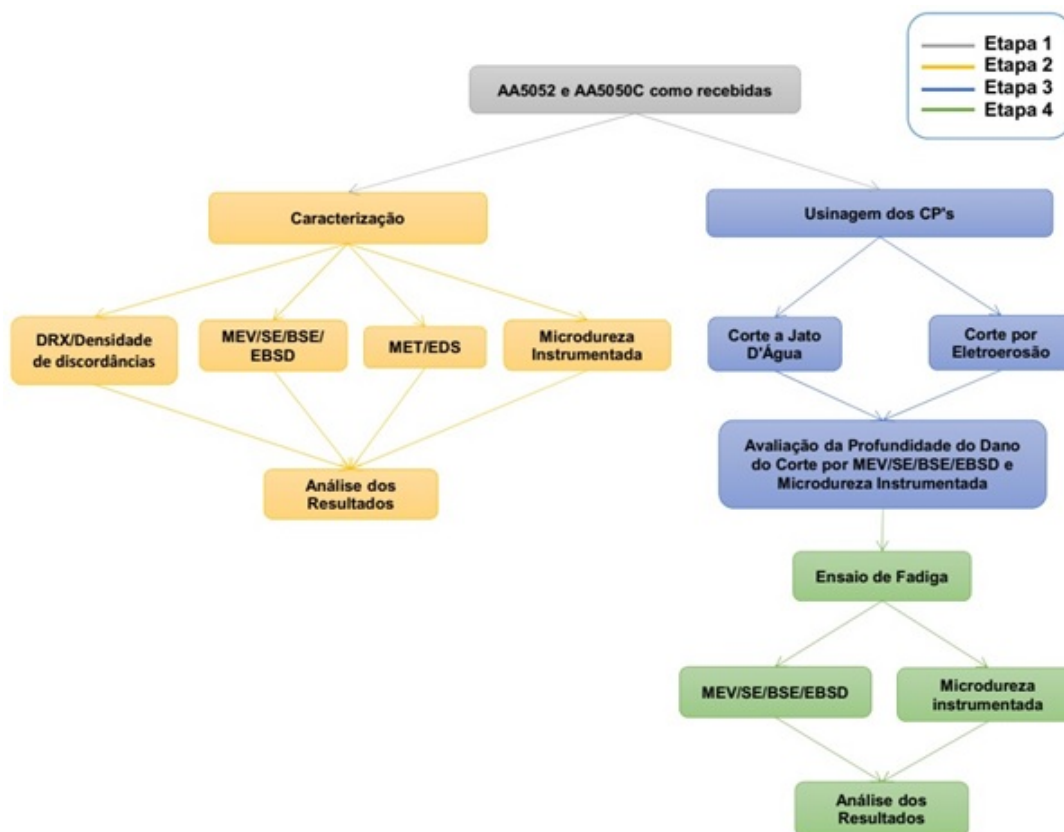 Etapa 1
Etapa 2
Etapa 3
Etapa 4
AA5052 e AA5050C como recebidas
Caracterização
Usinagem dos CP's
DRX/Densidade
de discordâncias
MEV/SE/BSE/
EBSD
MET/EDS
Microdureza
Instrumentada
Corte a Jato
D'Água
Corte por
Eletroerosão
Análise dos
Resultados
Avaliação da Profundidade do Dano
do Corte por MEV/SE/BSE/EBSD e
Microdureza Instrumentada
Ensaio de Fadiga
MEV/SE/BSE/EBSD
Microdureza
instrumentada
Análise dos
Resultados